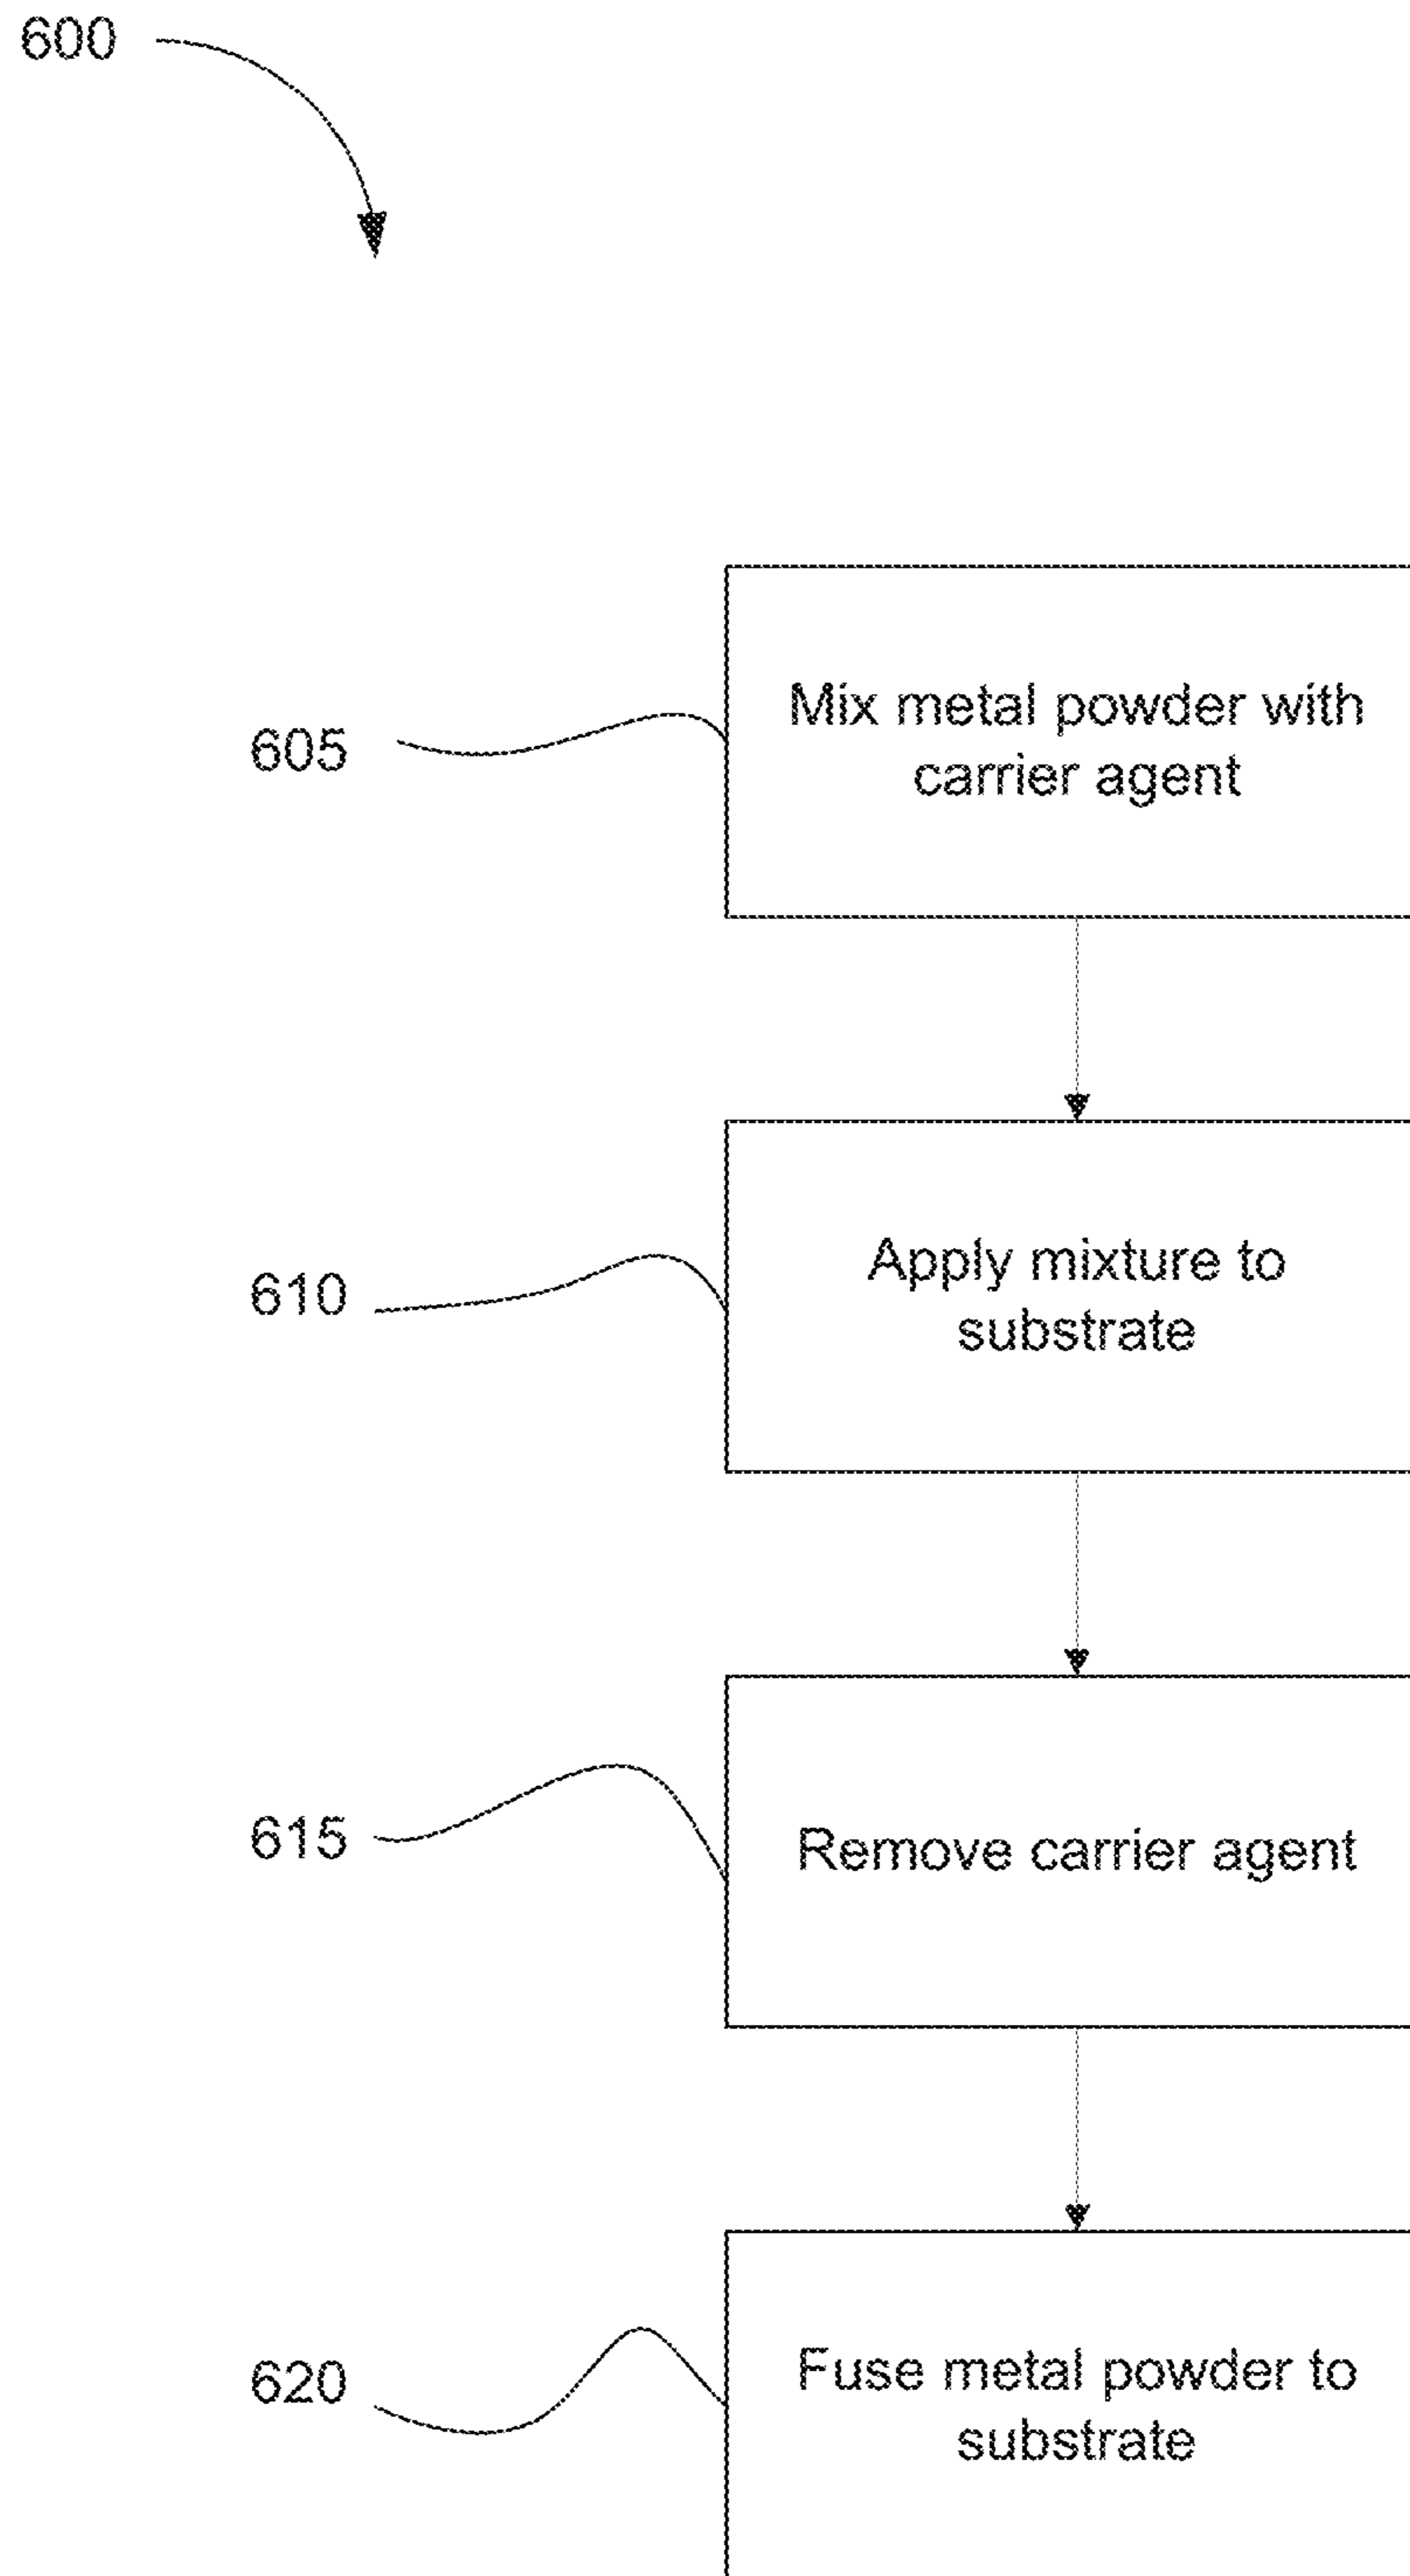 600
605
Mix metal powder with
carrier agent
610
Apply mixture to
substrate
615
Remove carrier agent
620
Fuse metal powder to
substrate